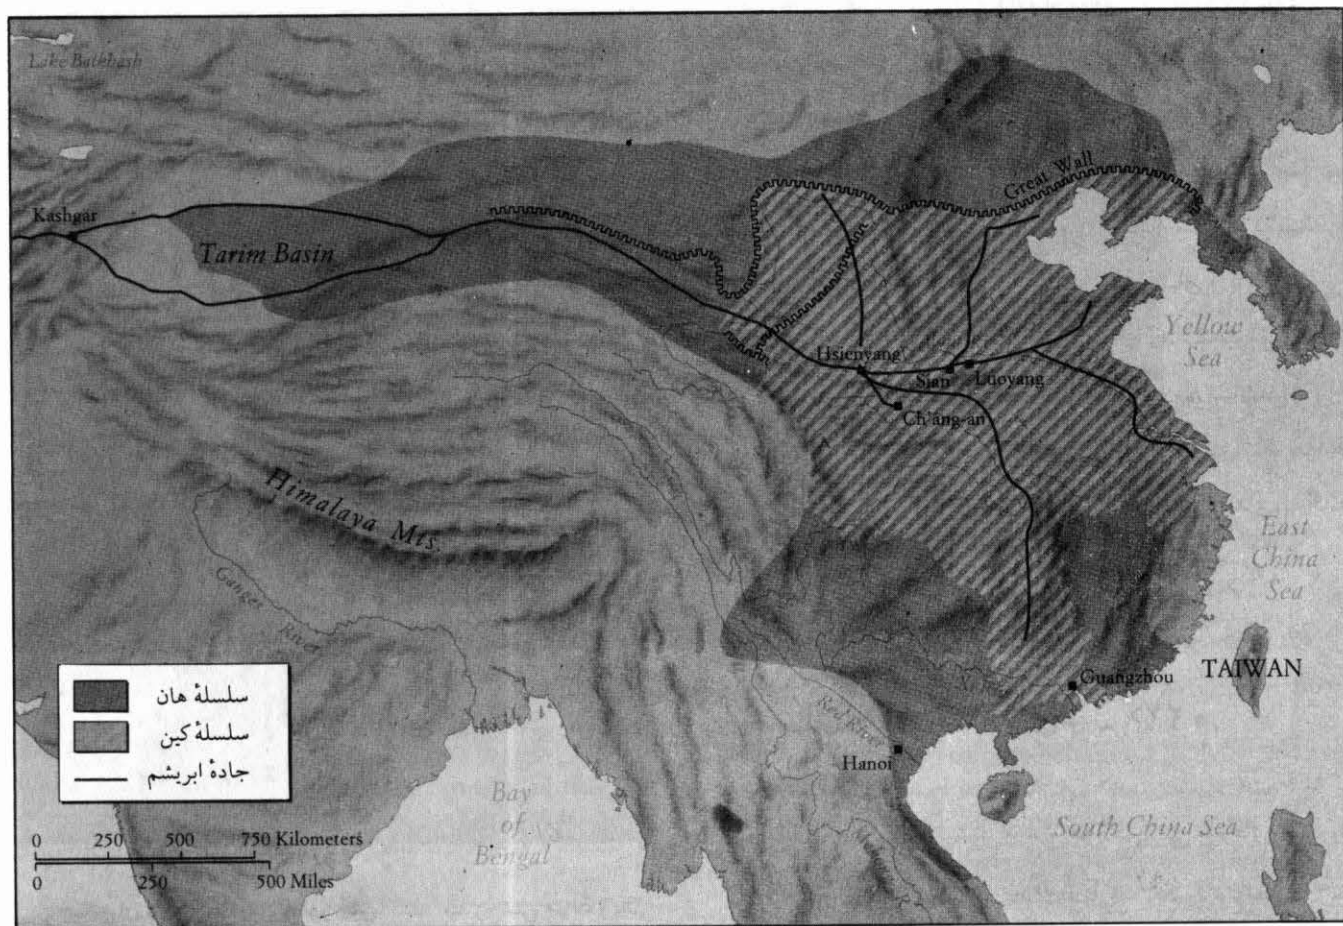 Lake Balkhash
Great Wall
Kashgar
Tarim Basin
Yellow
Sea
Hsienyang
Sian
Luoyang
Ch'ang-an
Himalaya Mts.
East
China
Sea
Ganges
River
TAIWAN
Guangzhou
Red River
Hanoi
Bay
of
Bengal
South China Sea
Mekong R.
سلسلهٔ هان
سلسلهٔ کین
جادهٔ ابریشم
0 250 500 750 Kilometers
0 250 500 Miles